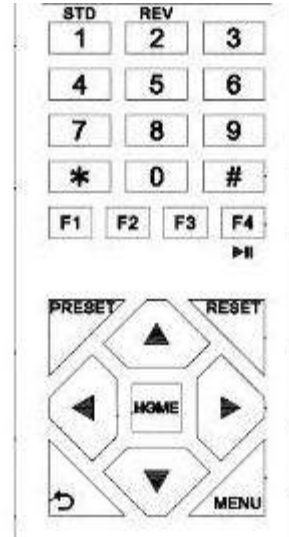 STD REV
1 2 3
4 5 6
7 8 9
* 0 #
F1 F2 F3 F4
PRESET RESET
HOME
MENU